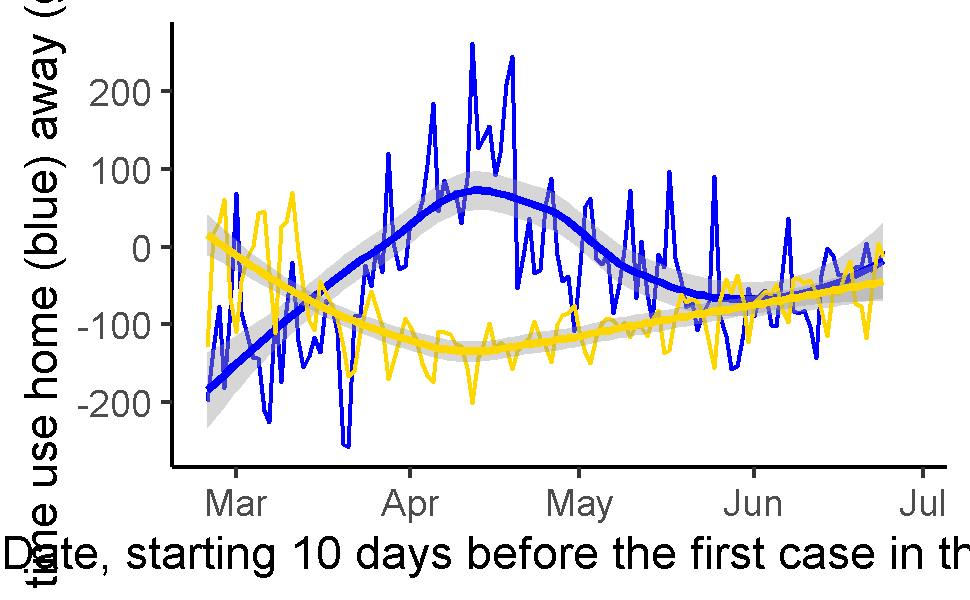 time use home (blue) away (
200
100
0
-100
-200
Mar Apr May Jun Jul
Date, starting 10 days before the first case in th